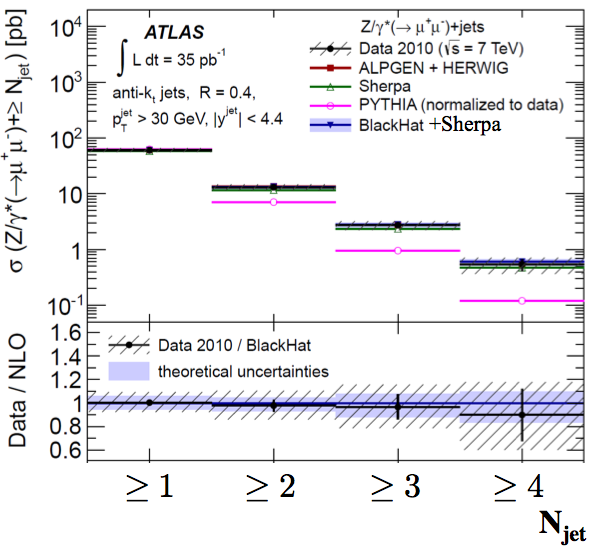 σ (Z/γ*(→μ⁺μ⁻)+≥ N_jet) [pb]
10⁴
10³
10²
10
1
10⁻¹
ATLAS
∫ L dt = 35 pb⁻¹
anti-k_t jets, R = 0.4,
p_T^jet > 30 GeV, |y^jet| < 4.4
Z/γ*(→ μ⁺μ⁻)+jets
Data 2010 (√s = 7 TeV)
ALPGEN + HERWIG
Sherpa
PYTHIA (normalized to data)
BlackHat +Sherpa
Data / NLO
1.6
1.4
1.2
1
0.8
0.6
Data 2010 / BlackHat
theoretical uncertainties
≥ 1 ≥ 2 ≥ 3 ≥ 4
N_jet